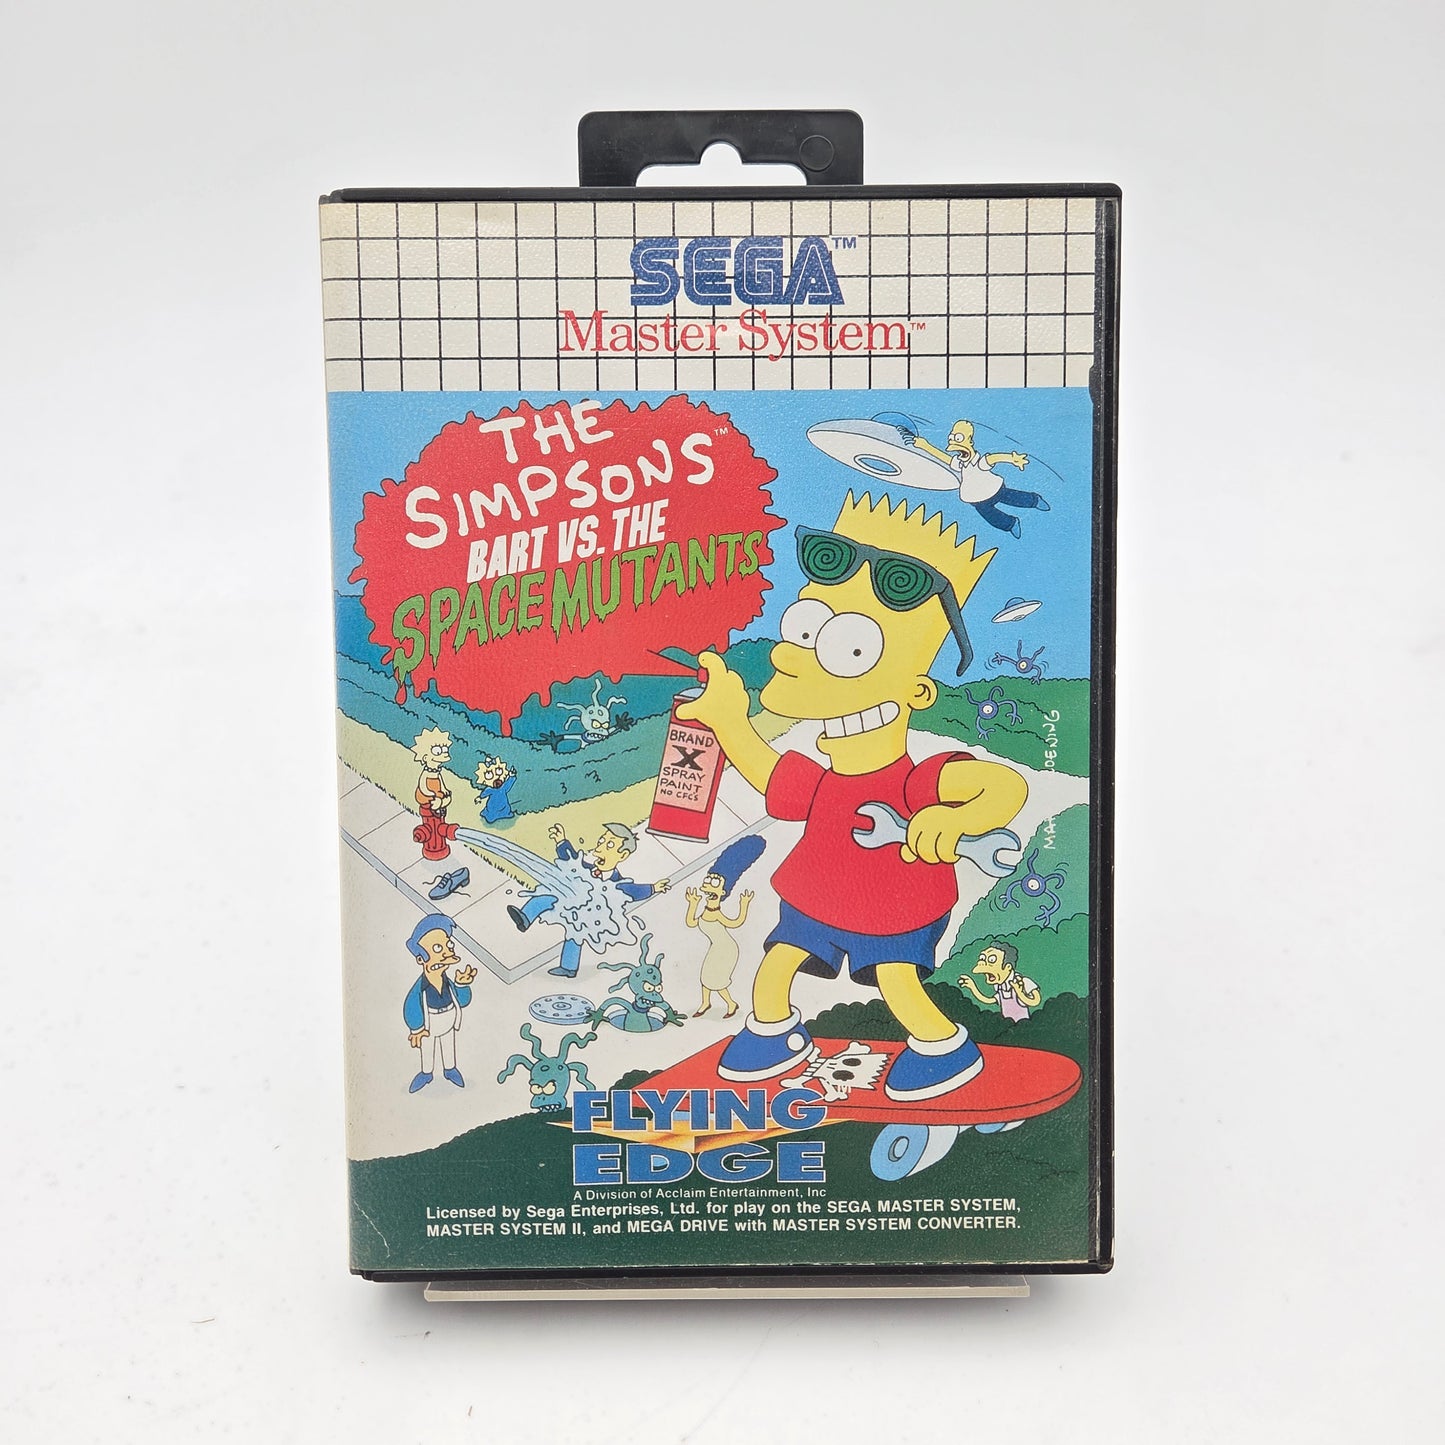 SEGA™
Master System™
THE
SIMPSONS™
BART VS. THE
SPACE MUTANTS
BRAND
X
SPRAY
PAINT
NO CFC'S
FLYING
EDGE
A Division of Acclaim Entertainment, Inc
Licensed by Sega Enterprises, Ltd. for play on the SEGA MASTER SYSTEM,
MASTER SYSTEM II, and MEGA DRIVE with MASTER SYSTEM CONVERTER.